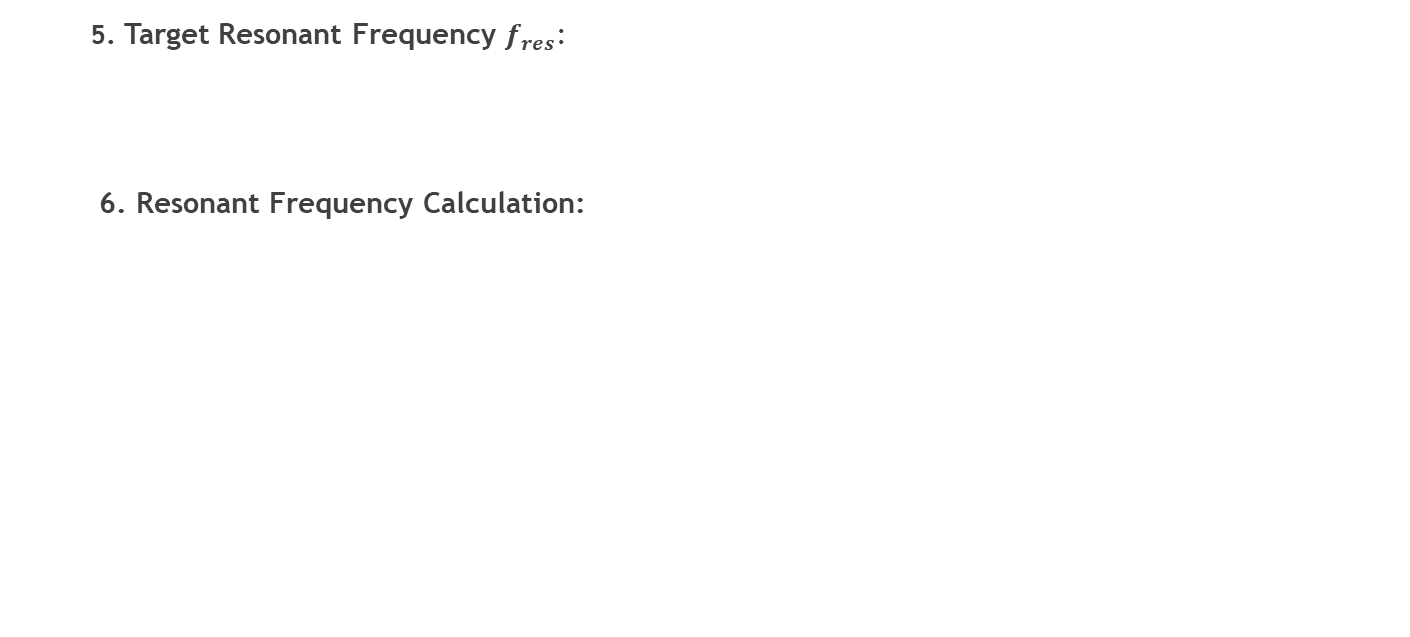 5. Target Resonant Frequency f_res:
6. Resonant Frequency Calculation: